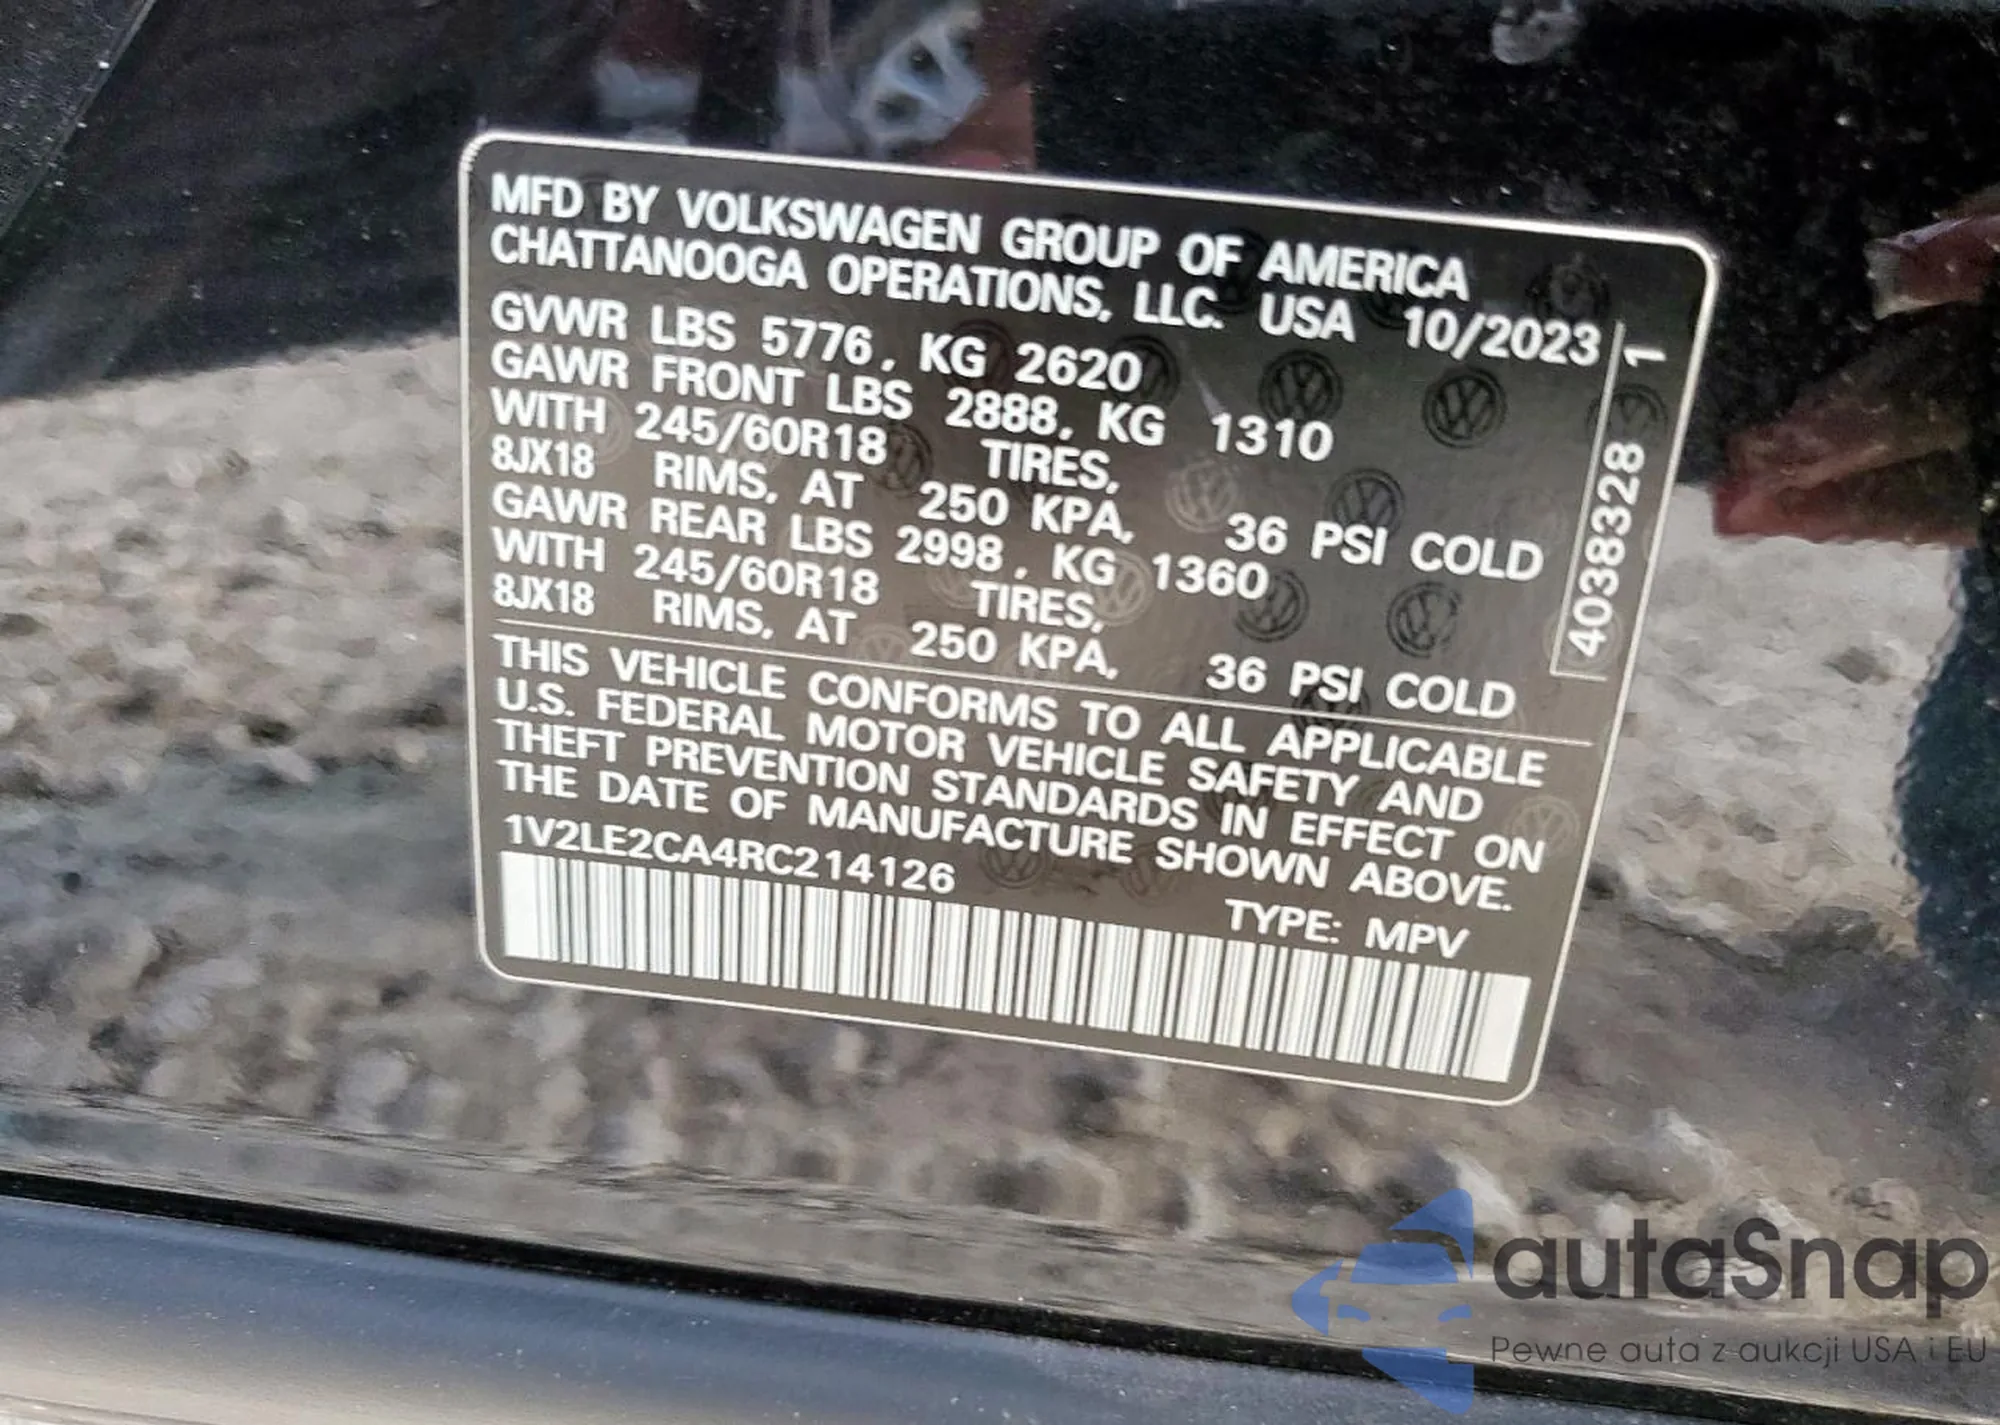 MFD BY VOLKSWAGEN GROUP OF AMERICA
CHATTANOOGA OPERATIONS, LLC. USA 10/2023
GVWR LBS 5776, KG 2620
GAWR FRONT LBS 2888, KG 1310
WITH 245/60R18 TIRES,
8JX18 RIMS, AT 250 KPA, 36 PSI COLD
GAWR REAR LBS 2998, KG 1360
WITH 245/60R18 TIRES,
8JX18 RIMS, AT 250 KPA, 36 PSI COLD
THIS VEHICLE CONFORMS TO ALL APPLICABLE
U.S. FEDERAL MOTOR VEHICLE SAFETY AND
THEFT PREVENTION STANDARDS IN EFFECT ON
THE DATE OF MANUFACTURE SHOWN ABOVE.
1V2LE2CA4RC214126
TYPE: MPV
4038328 1
autaSnap
Pewne auta z aukcji USA i EU